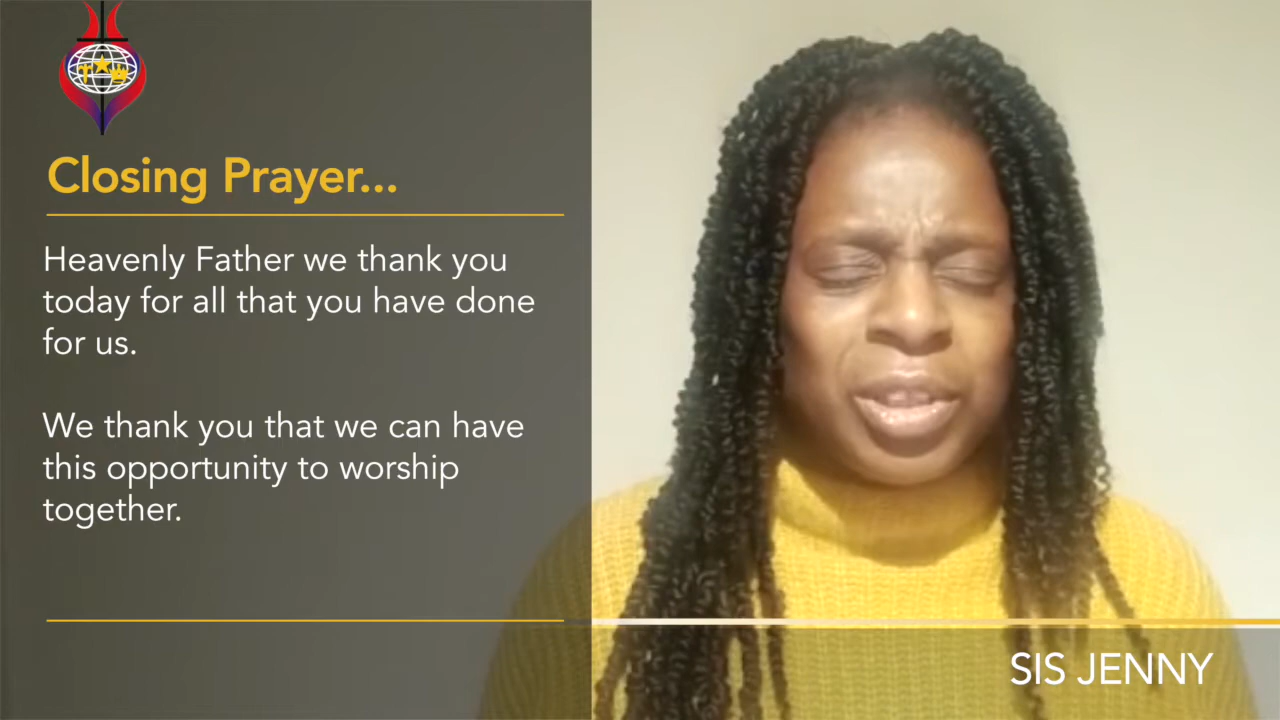 Closing Prayer...
Heavenly Father we thank you
today for all that you have done
for us.
We thank you that we can have
this opportunity to worship
together.
SIS JENNY